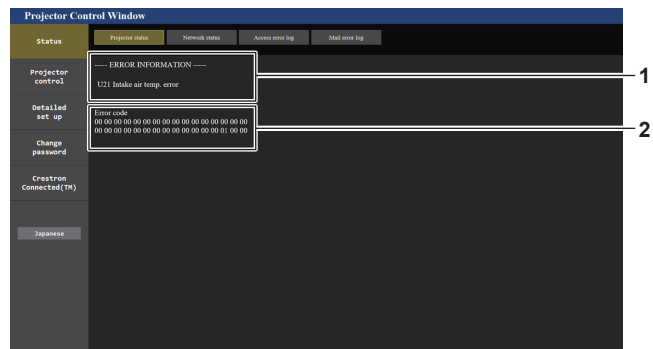 Projector Control Window
Status
Projector status
Network status
Access error log
Mail error log
Projector
control
Detailed
set up
Change
password
Crestron
Connected(TM)
Japanese
----- ERROR INFORMATION -----
U21 Intake air temp. error
Error code
00 00 00 00 00 00 00 00 00 00 00 00 00 00 00 00
00 00 00 00 00 00 00 00 00 00 00 00 00 01 00 00
1
2